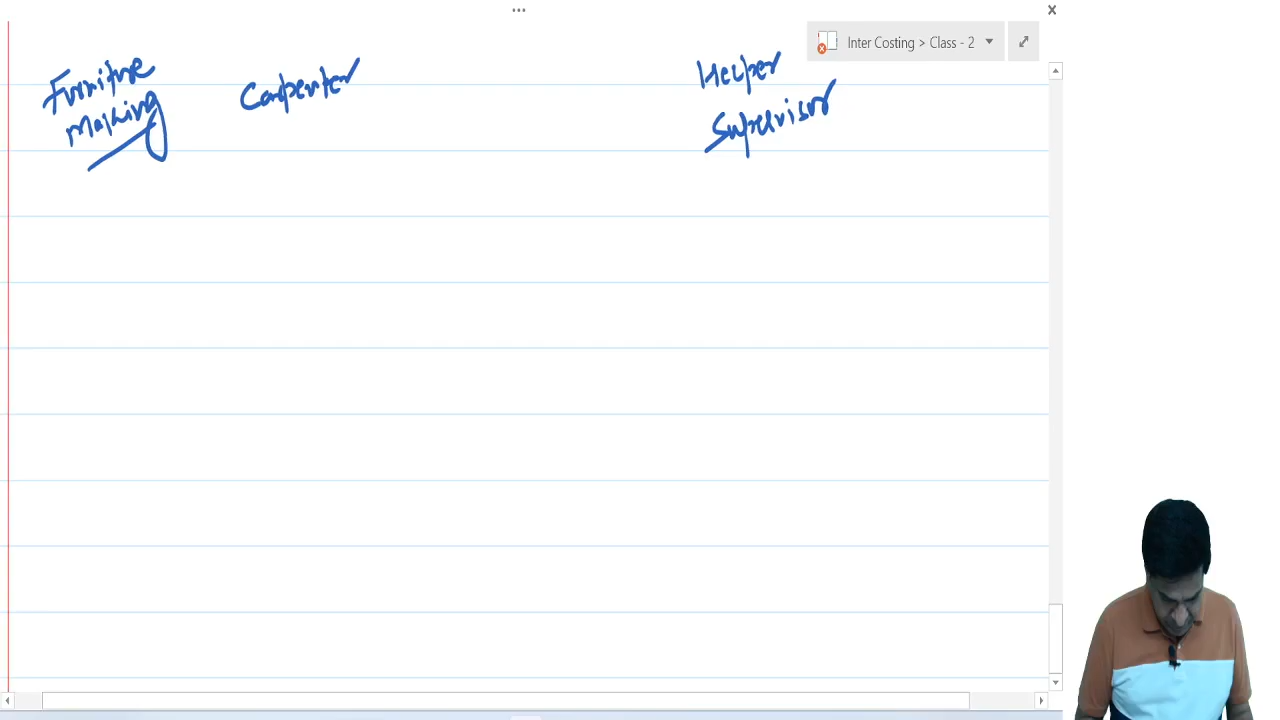 Inter Costing > Class - 2
Furniture
Making
Carpenter
Helper
Supervisor